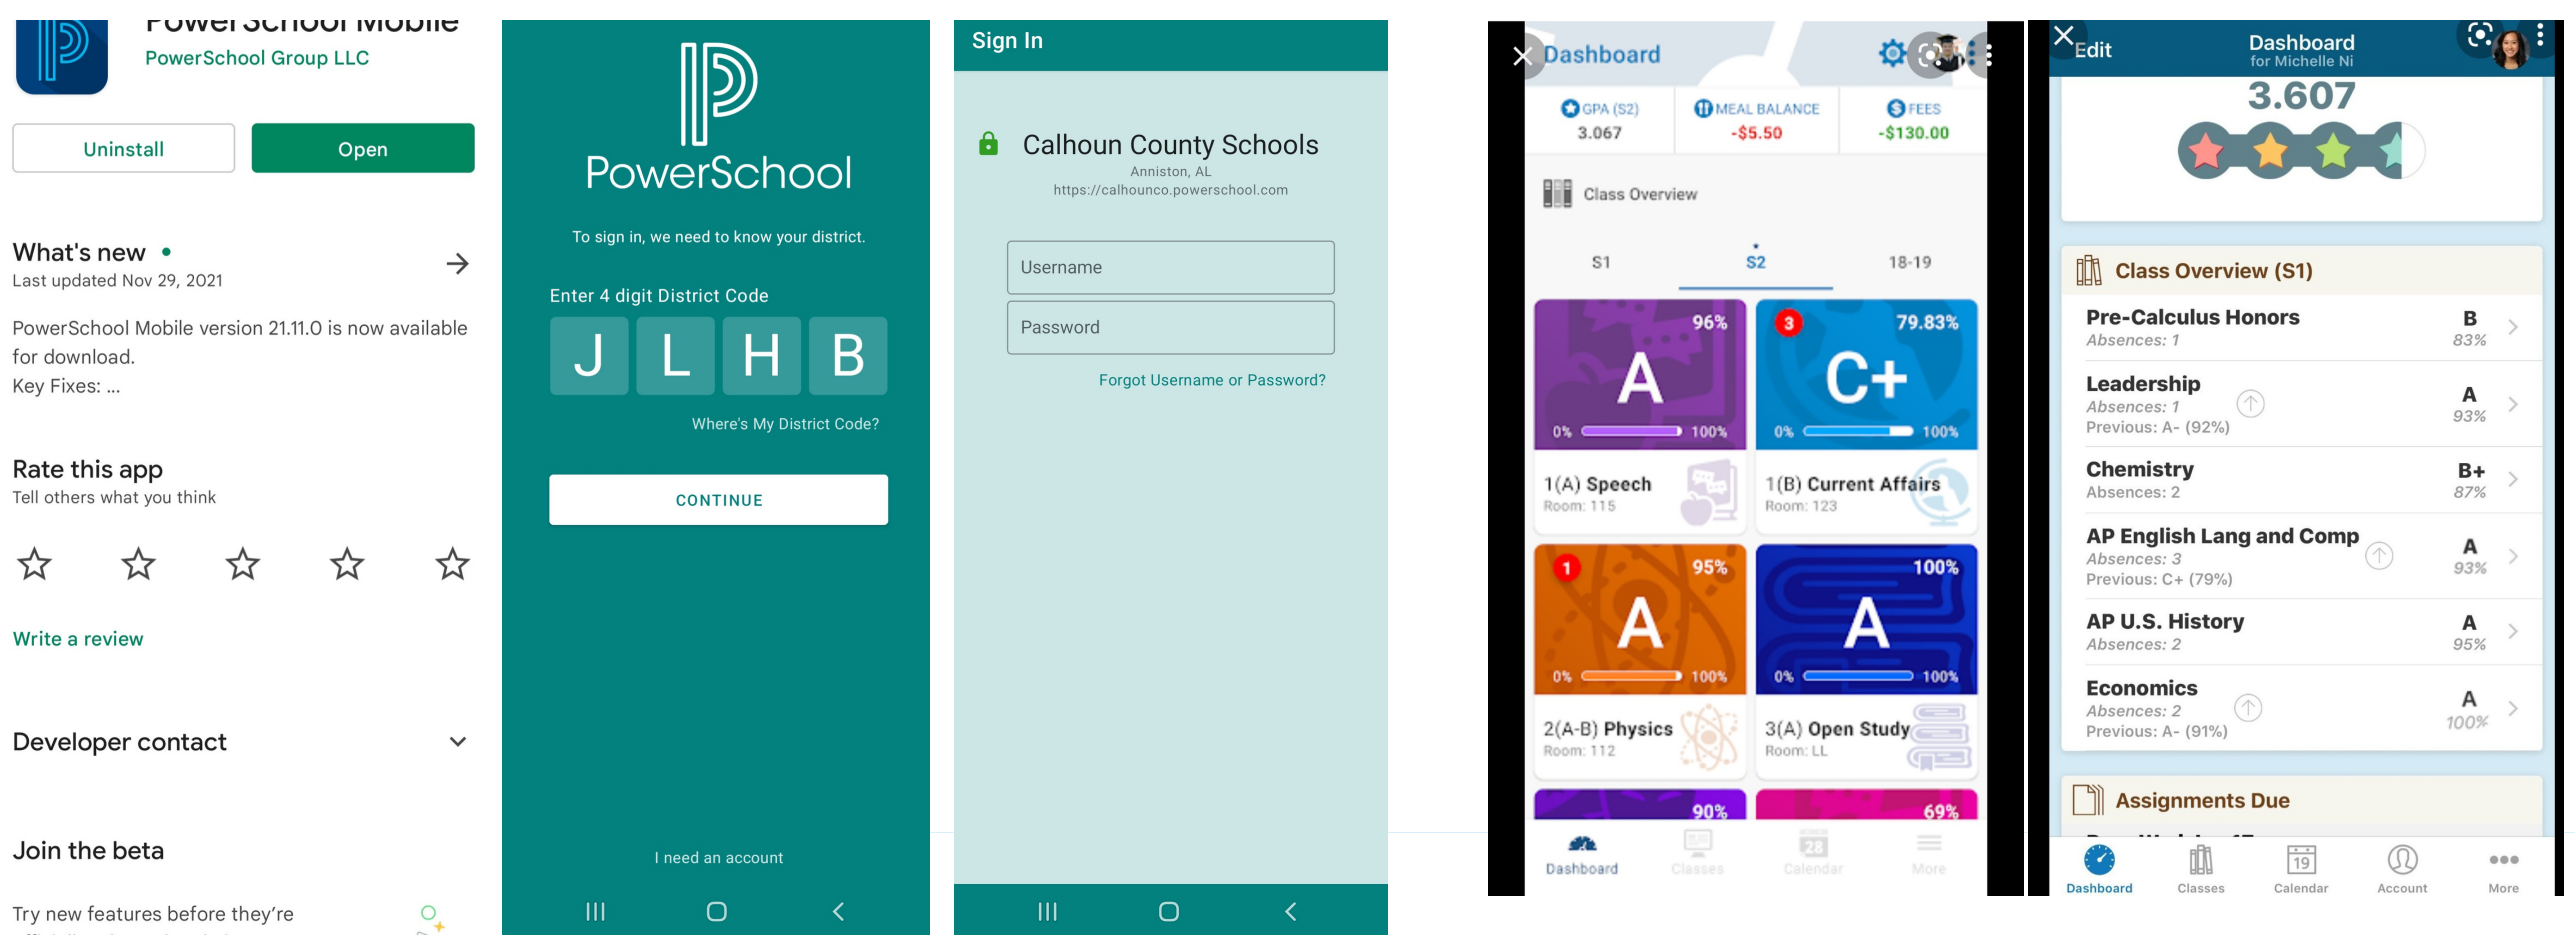 PowerSchool Mobile
PowerSchool Group LLC
Uninstall
Open
What's new
Last updated Nov 29, 2021
PowerSchool Mobile version 21.11.0 is now available
for download.
Key Fixes: ...
Rate this app
Tell others what you think
Write a review
Developer contact
Join the beta
Try new features before they're
PowerSchool
To sign in, we need to know your district.
Enter 4 digit District Code
J L H B
Where's My District Code?
CONTINUE
I need an account
Sign In
Calhoun County Schools
Anniston, AL
https://calhounco.powerschool.com
Username
Password
Forgot Username or Password?
Dashboard
GPA (S2) MEAL BALANCE FEES
3.067 -$5.50 -$130.00
Class Overview
S1 S2 18-19
96%
A
0% 100%
1(A) Speech
Room: 115
3 79.83%
C+
0% 100%
1(B) Current Affairs
Room: 123
1 95%
A
0% 100%
2(A-B) Physics
Room: 112
100%
A
0% 100%
3(A) Open Study
Room: LL
90% 69%
28
Dashboard Classes Calendar More
Edit
Dashboard
for Michelle Ni
3.607
Class Overview (S1)
Pre-Calculus Honors B
Absences: 1 83%
Leadership A
Absences: 1 93%
Previous: A- (92%)
Chemistry B+
Absences: 2 87%
AP English Lang and Comp A
Absences: 3 93%
Previous: C+ (79%)
AP U.S. History A
Absences: 2 95%
Economics A
Absences: 2 100%
Previous: A- (91%)
Assignments Due
19
Dashboard Classes Calendar Account More